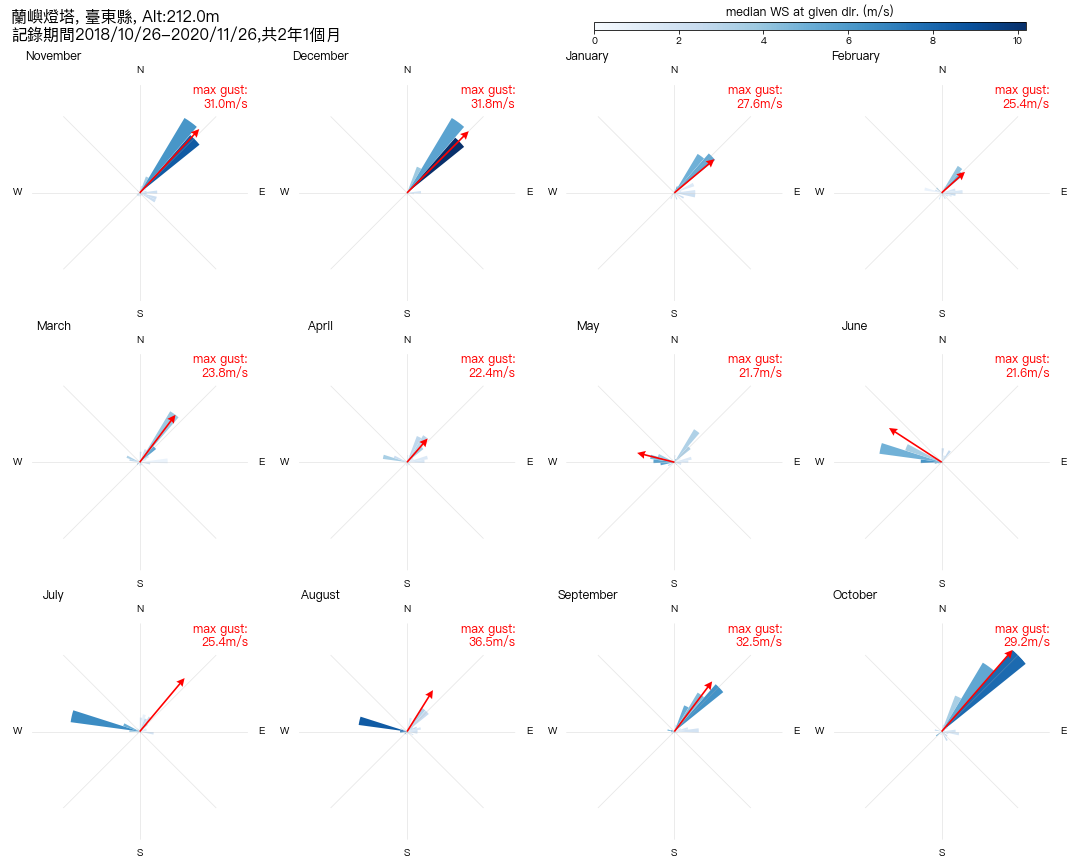 蘭嶼燈塔, 臺東縣, Alt:212.0m
記錄期間2018/10/26−2020/11/26,共2年1個月
median WS at given dir. (m/s)
0 2 4 6 8 10
November
N
max gust:
31.0m/s
W E
S
December
N
max gust:
31.8m/s
W E
S
January
N
max gust:
27.6m/s
W E
S
February
N
max gust:
25.4m/s
W E
S
March
N
max gust:
23.8m/s
W E
S
April
N
max gust:
22.4m/s
W E
S
May
N
max gust:
21.7m/s
W E
S
June
N
max gust:
21.6m/s
W E
S
July
N
max gust:
25.4m/s
W E
S
August
N
max gust:
36.5m/s
W E
S
September
N
max gust:
32.5m/s
W E
S
October
N
max gust:
29.2m/s
W E
S